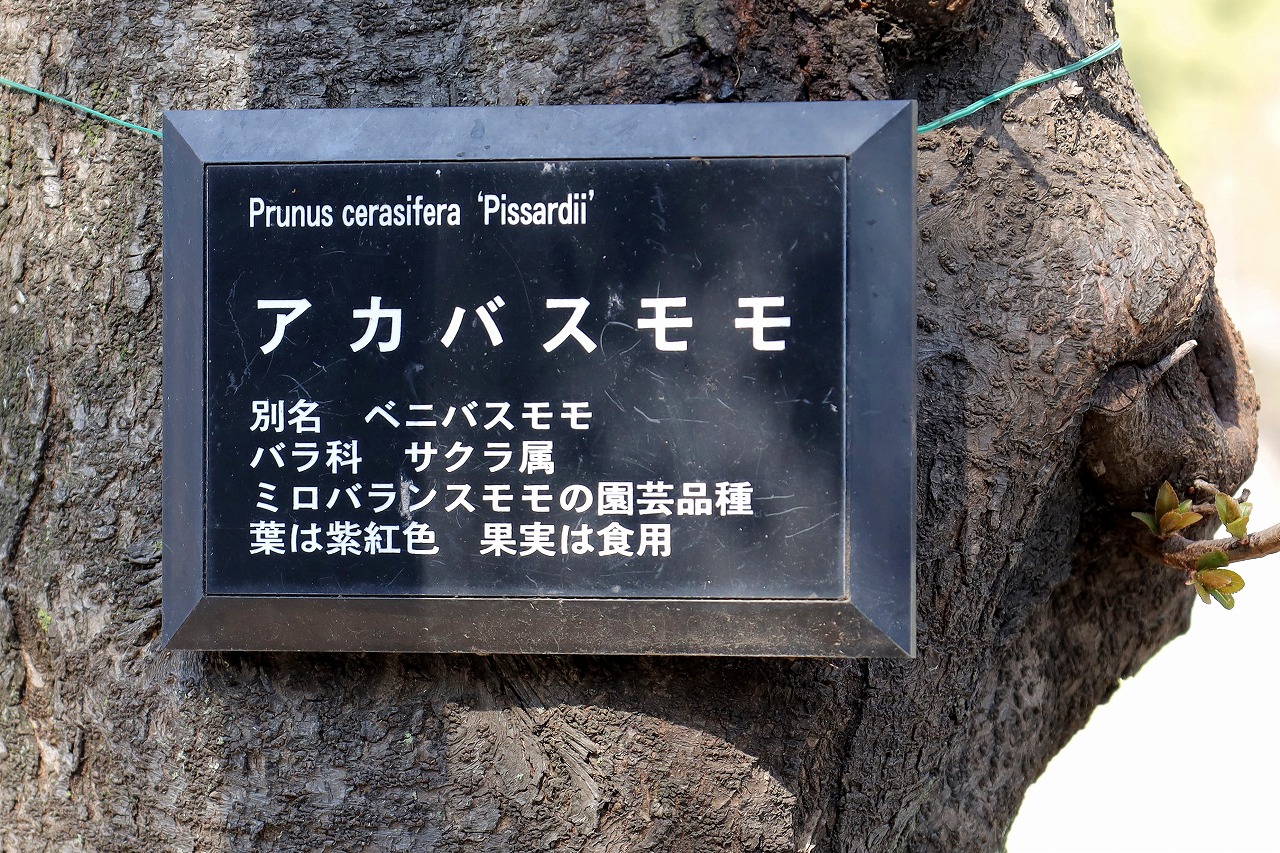 Prunus cerasifera ‘Pissardii’
アカバスモモ
別名　ベニバスモモ
バラ科　サクラ属
ミロバランスモモの園芸品種
葉は紫紅色　果実は食用